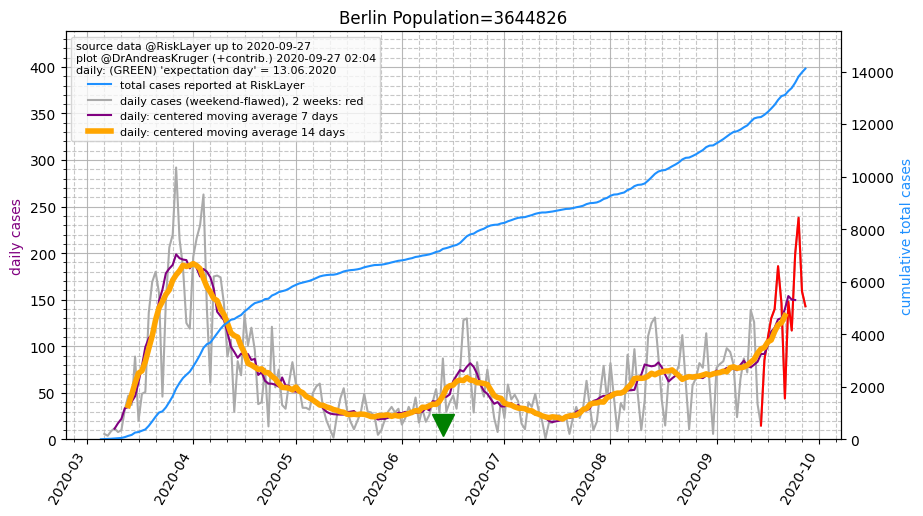 Berlin Population=3644826
source data @RiskLayer up to 2020-09-27
plot @DrAndreasKruger (+contrib.) 2020-09-27 02:04
daily: (GREEN) 'expectation day' = 13.06.2020
total cases reported at RiskLayer
daily cases (weekend-flawed), 2 weeks: red
daily: centered moving average 7 days
daily: centered moving average 14 days
daily cases
400
350
300
250
200
150
100
50
0
cumulative total cases
14000
12000
10000
8000
6000
4000
2000
0
2020-03
2020-04
2020-05
2020-06
2020-07
2020-08
2020-09
2020-10